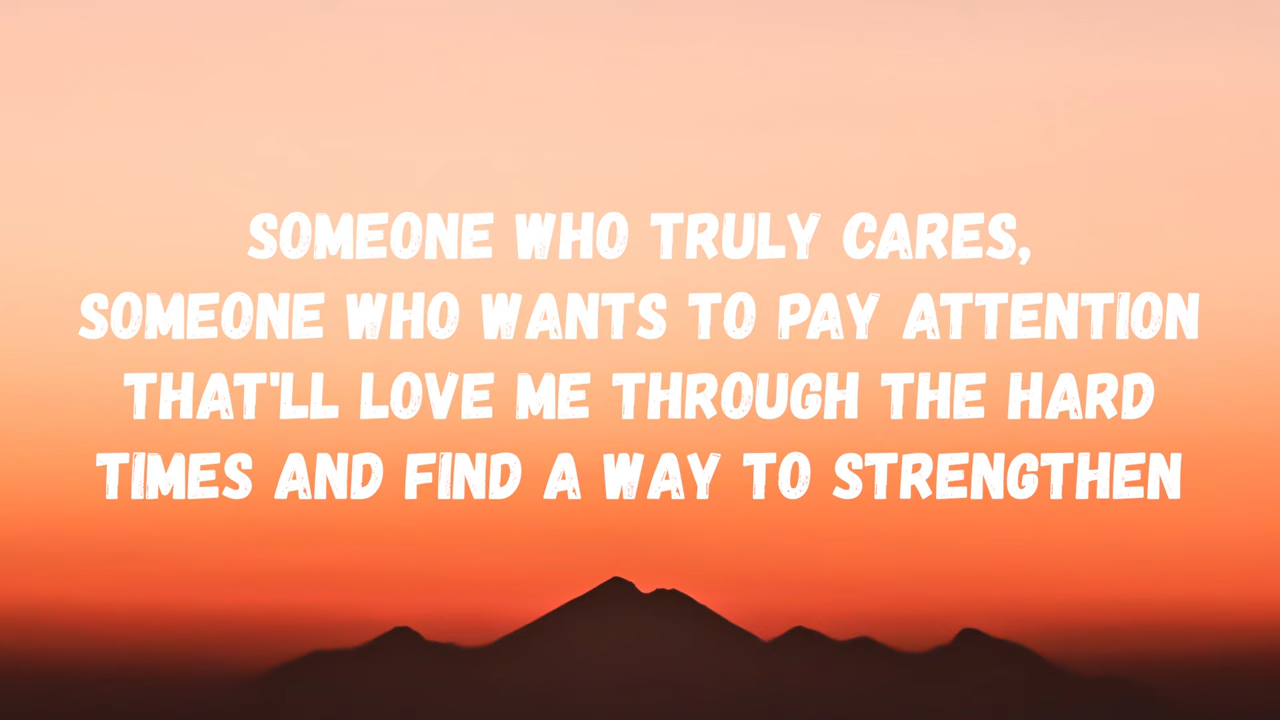 SOMEONE WHO TRULY CARES,
SOMEONE WHO WANTS TO PAY ATTENTION
THAT'LL LOVE ME THROUGH THE HARD
TIMES AND FIND A WAY TO STRENGTHEN